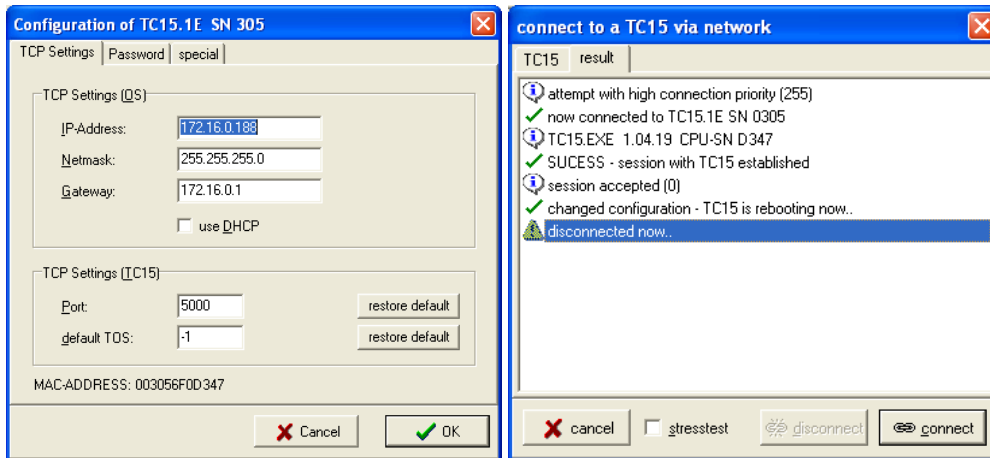 Configuration of TC15.1E SN 305
TCP Settings
Password
special
TCP Settings (OS)
IP-Address:
172.16.0.188
Netmask:
255.255.255.0
Gateway:
172.16.0.1
use DHCP
TCP Settings (TC15)
Port:
5000
restore default
default TOS:
-1
restore default
MAC-ADDRESS: 003056F0D347
Cancel
OK
connect to a TC15 via network
TC15
result
attempt with high connection priority (255)
now connected to TC15.1E SN 0305
TC15.EXE 1.04.19 CPU-SN D347
SUCESS - session with TC15 established
session accepted (0)
changed configuration - TC15 is rebooting now..
disconnected now..
cancel
stresstest
disconnect
connect